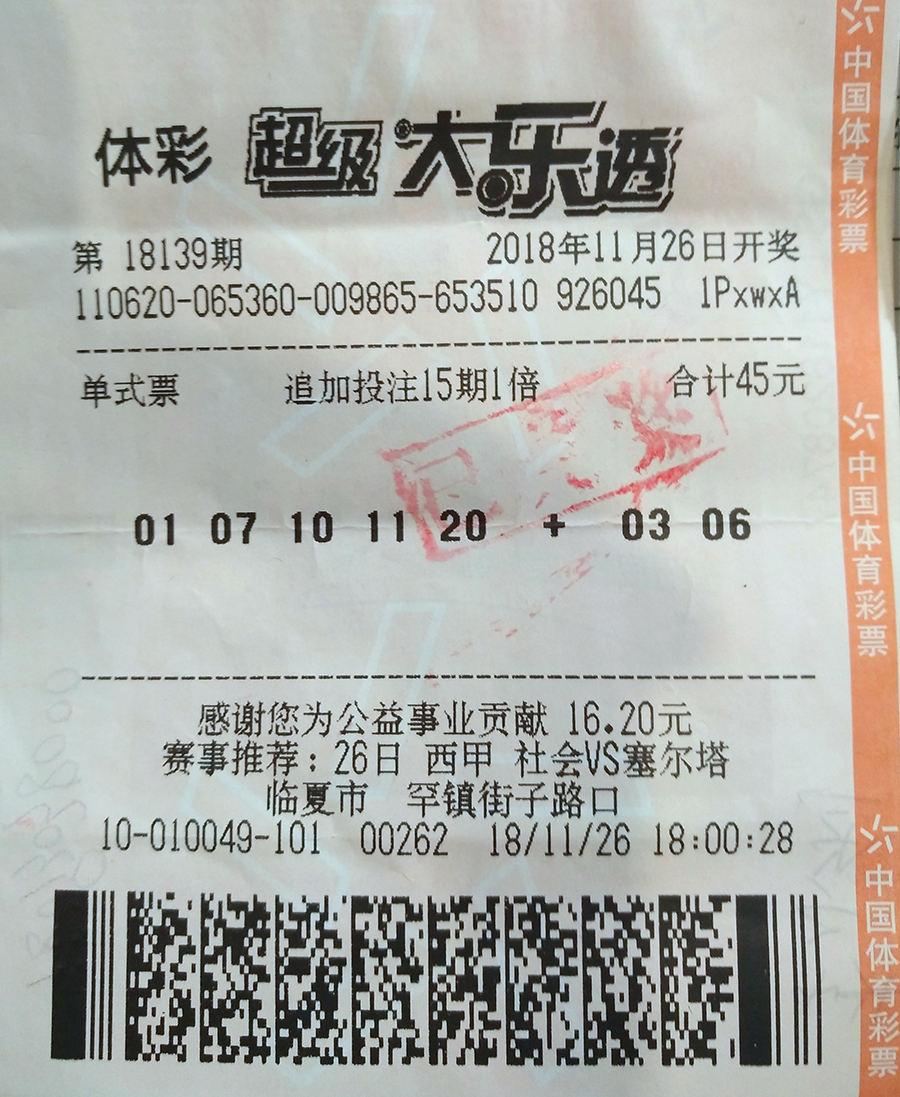 体彩 超级大乐透
第 18139期 2018年11月26日开奖
110620-065360-009865-653510 926045 1PxwxA
单式票 追加投注15期1倍 合计45元
01 07 10 11 20 + 03 06
感谢您为公益事业贡献 16.20元
赛事推荐：26日 西甲 社会VS塞尔塔
临夏市 罕镇街子路口
10-010049-101 00262 18/11/26 18:00:28
中国体育彩票
中国体育彩票
中国体育彩票